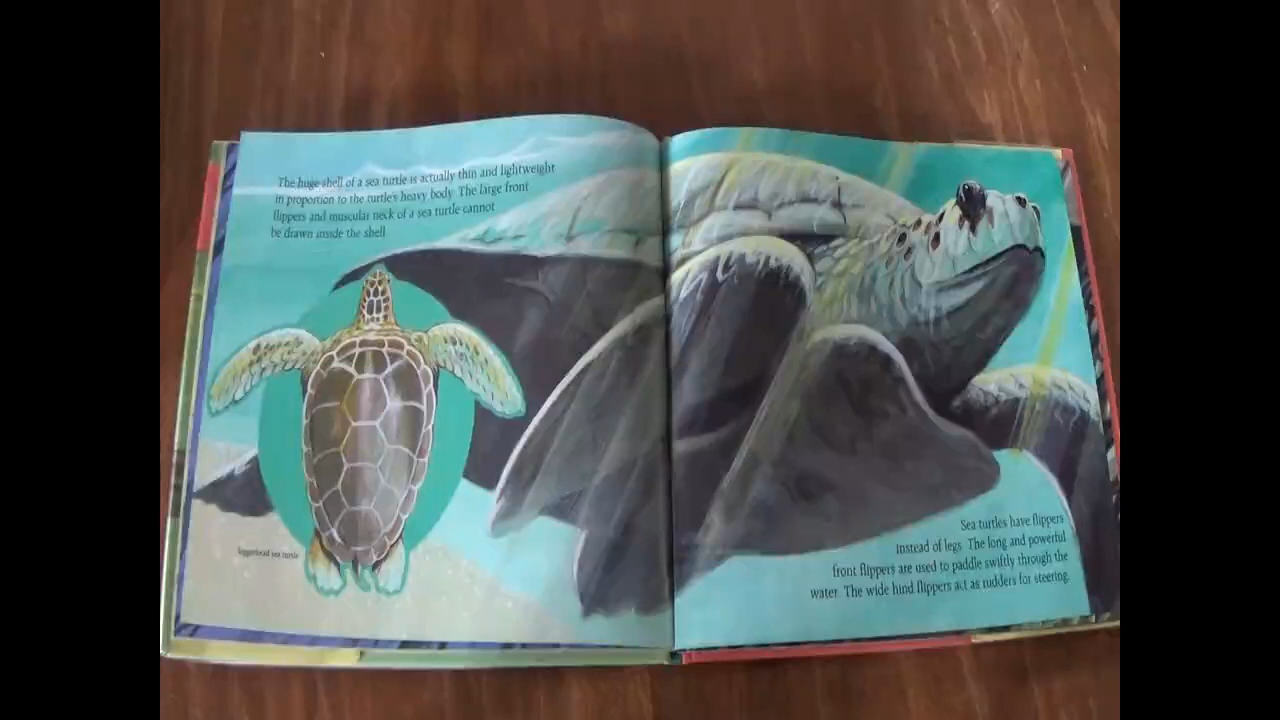 The huge shell of a sea turtle is actually thin and lightweight
in proportion to the turtle's heavy body. The large front
flippers and muscular neck of a sea turtle cannot
be drawn inside the shell.
loggerhead sea turtle
Sea turtles have flippers
instead of legs. The long and powerful
front flippers are used to paddle swiftly through the
water. The wide hind flippers act as rudders for steering.